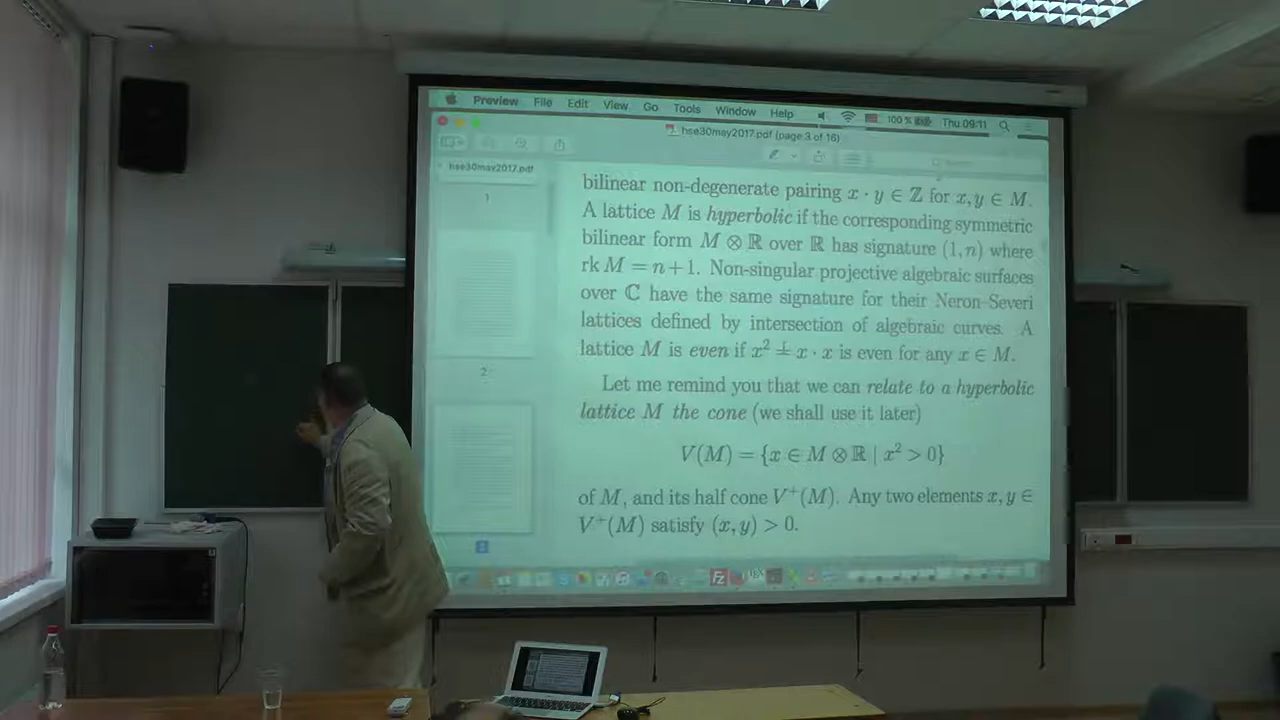 Preview File Edit View Go Tools Window Help 100 % Thu 09:11
hse30may2017.pdf (page 3 of 16)
hse30may2017.pdf
1
2
bilinear non-degenerate pairing x · y ∈ ℤ for x, y ∈ M.
A lattice M is hyperbolic if the corresponding symmetric
bilinear form M ⊗ ℝ over ℝ has signature (1, n) where
rk M = n + 1. Non-singular projective algebraic surfaces
over ℂ have the same signature for their Neron-Severi
lattices defined by intersection of algebraic curves. A
lattice M is even if x² = x · x is even for any x ∈ M.
Let me remind you that we can relate to a hyperbolic
lattice M the cone (we shall use it later)
V(M) = {x ∈ M ⊗ ℝ | x² > 0}
of M, and its half cone V⁺(M). Any two elements x, y ∈
V⁺(M) satisfy (x, y) > 0.